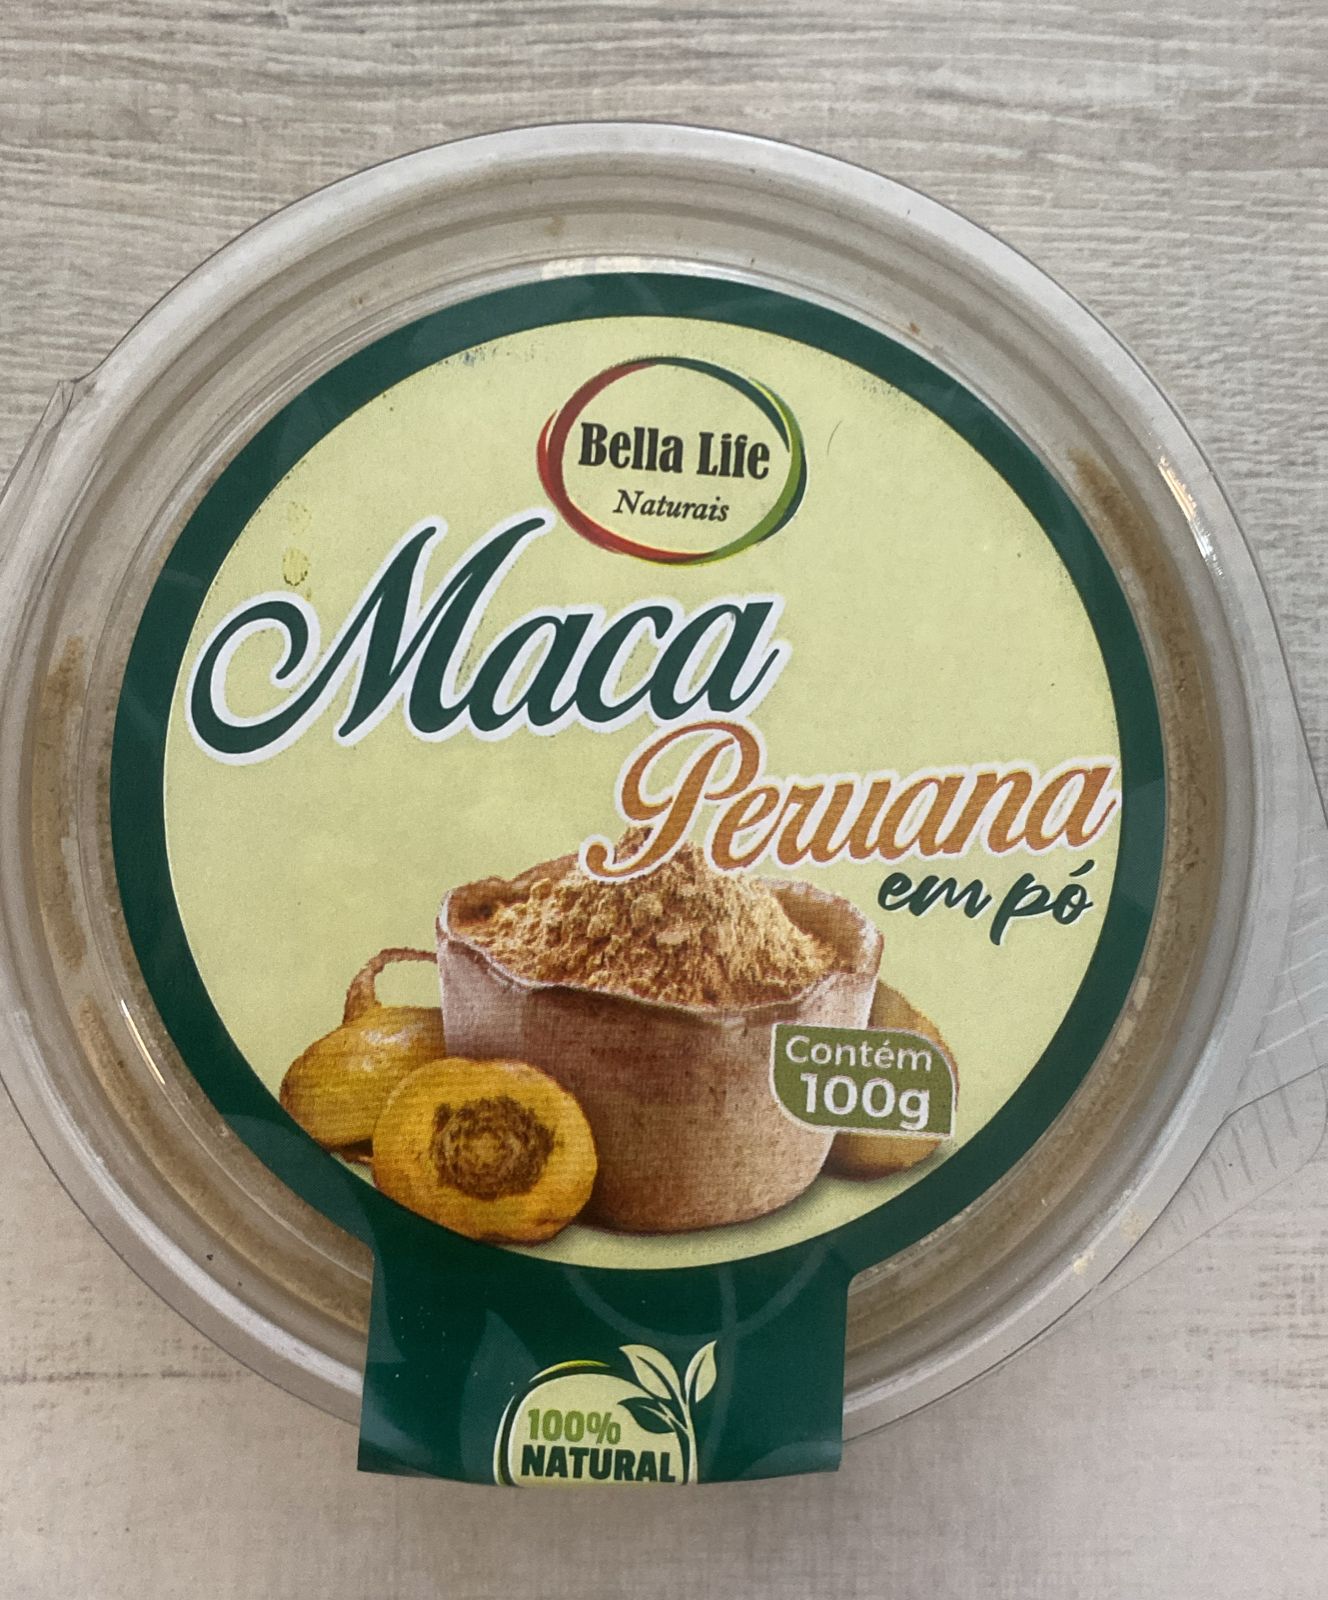 Bella Life
Naturais
Maca
Peruana
em pó
Contém
100g
100%
NATURAL